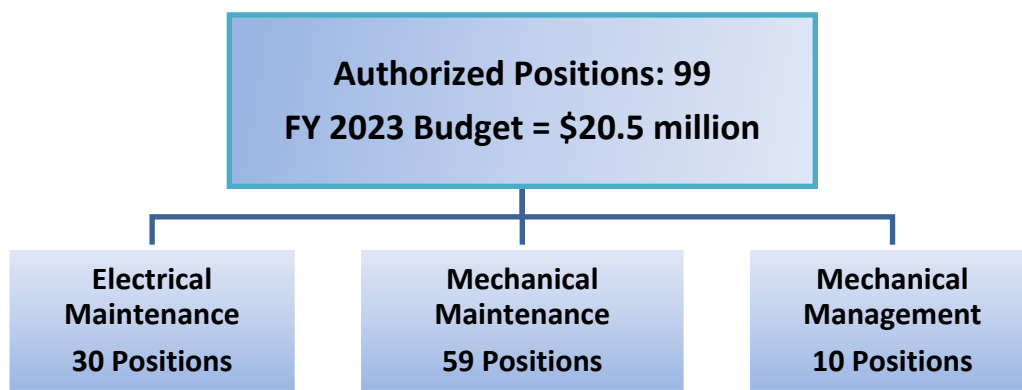 Authorized Positions: 99
FY 2023 Budget = $20.5 million
Electrical
Maintenance
30 Positions
Mechanical
Maintenance
59 Positions
Mechanical
Management
10 Positions